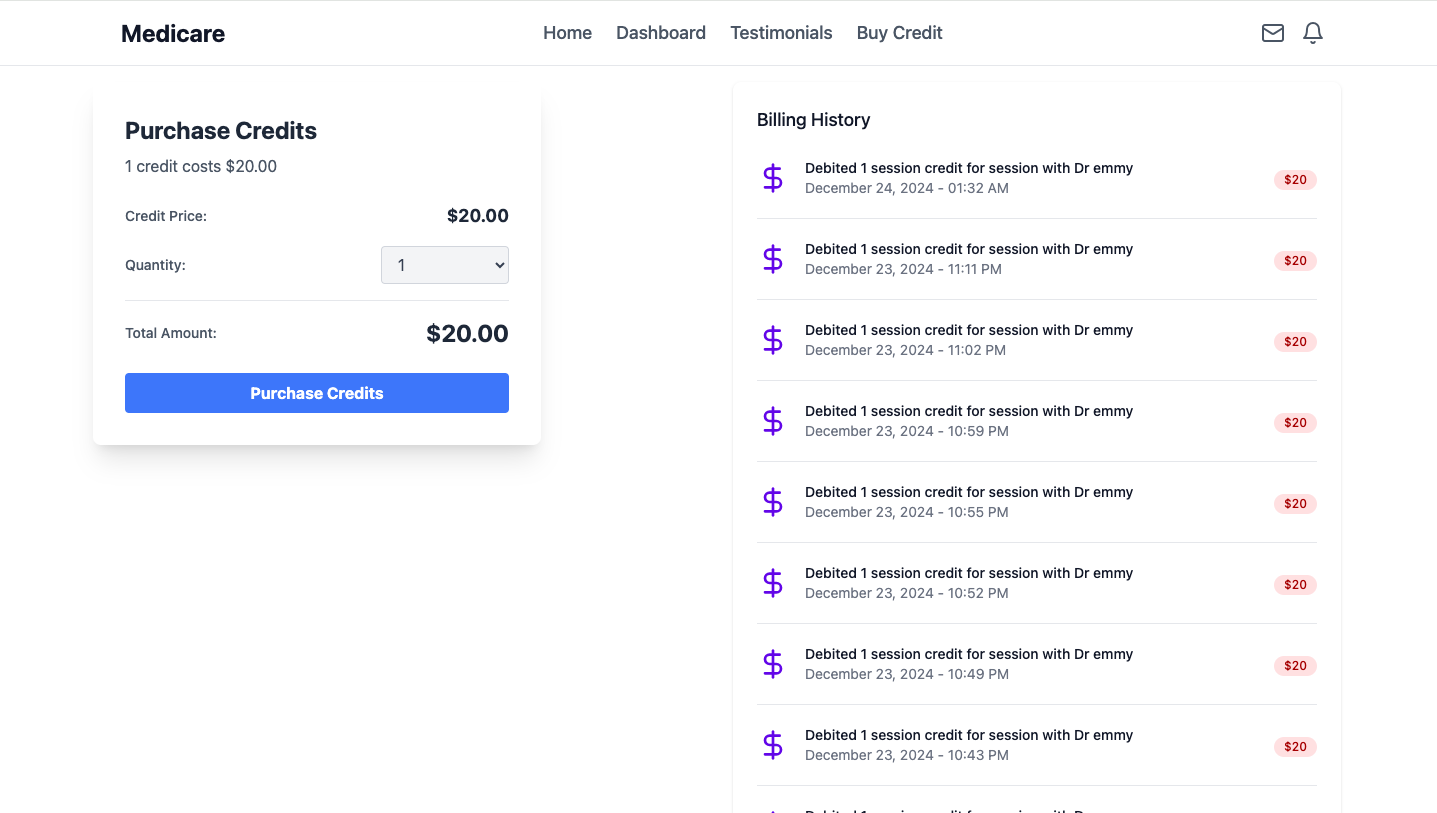 Medicare
Home Dashboard Testimonials Buy Credit
Purchase Credits
1 credit costs $20.00
Credit Price: $20.00
Quantity: 1
Total Amount: $20.00
Purchase Credits
Billing History
Debited 1 session credit for session with Dr emmy
December 24, 2024 - 01:32 AM
$20
Debited 1 session credit for session with Dr emmy
December 23, 2024 - 11:11 PM
$20
Debited 1 session credit for session with Dr emmy
December 23, 2024 - 11:02 PM
$20
Debited 1 session credit for session with Dr emmy
December 23, 2024 - 10:59 PM
$20
Debited 1 session credit for session with Dr emmy
December 23, 2024 - 10:55 PM
$20
Debited 1 session credit for session with Dr emmy
December 23, 2024 - 10:52 PM
$20
Debited 1 session credit for session with Dr emmy
December 23, 2024 - 10:49 PM
$20
Debited 1 session credit for session with Dr emmy
December 23, 2024 - 10:43 PM
$20